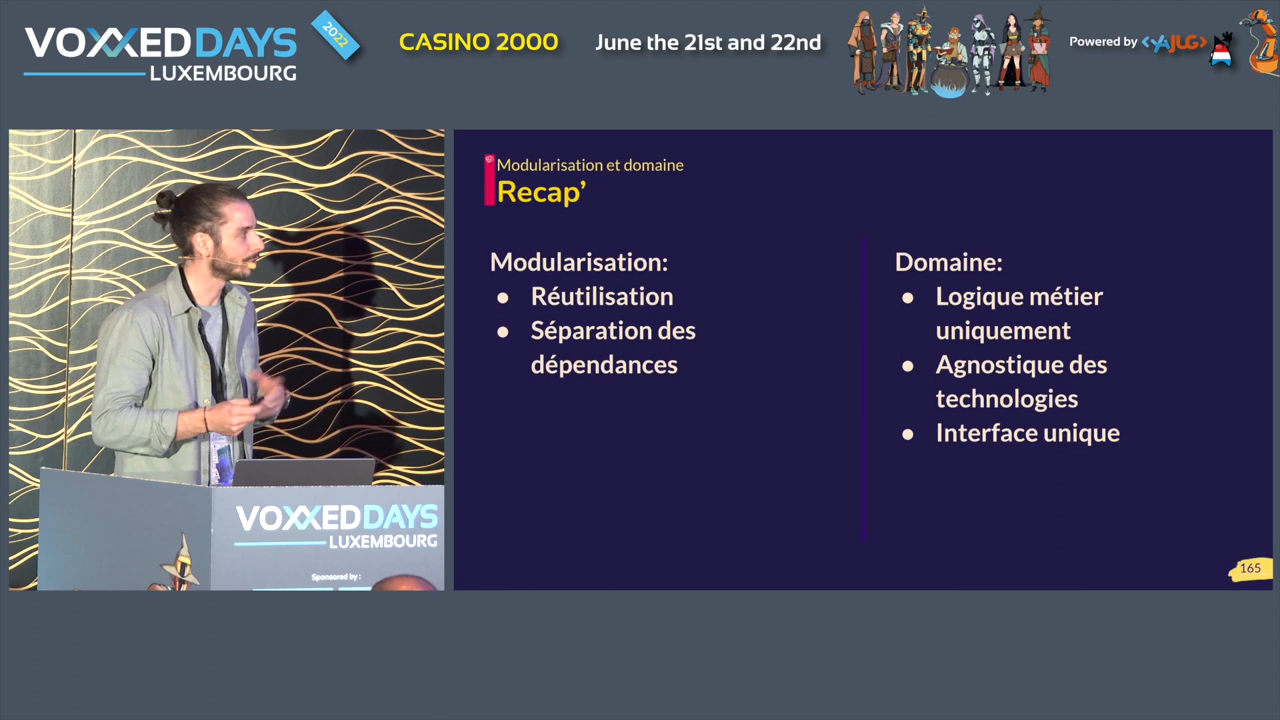 VOXXEDDAYS
LUXEMBOURG
2022
CASINO 2000
June the 21st and 22nd
Powered by <YAJUG>
Modularisation et domaine
Recap’
Modularisation:
● Réutilisation
● Séparation des
dépendances
Domaine:
● Logique métier
uniquement
● Agnostique des
technologies
● Interface unique
165
VOXXEDDAYS
LUXEMBOURG
Sponsored by :